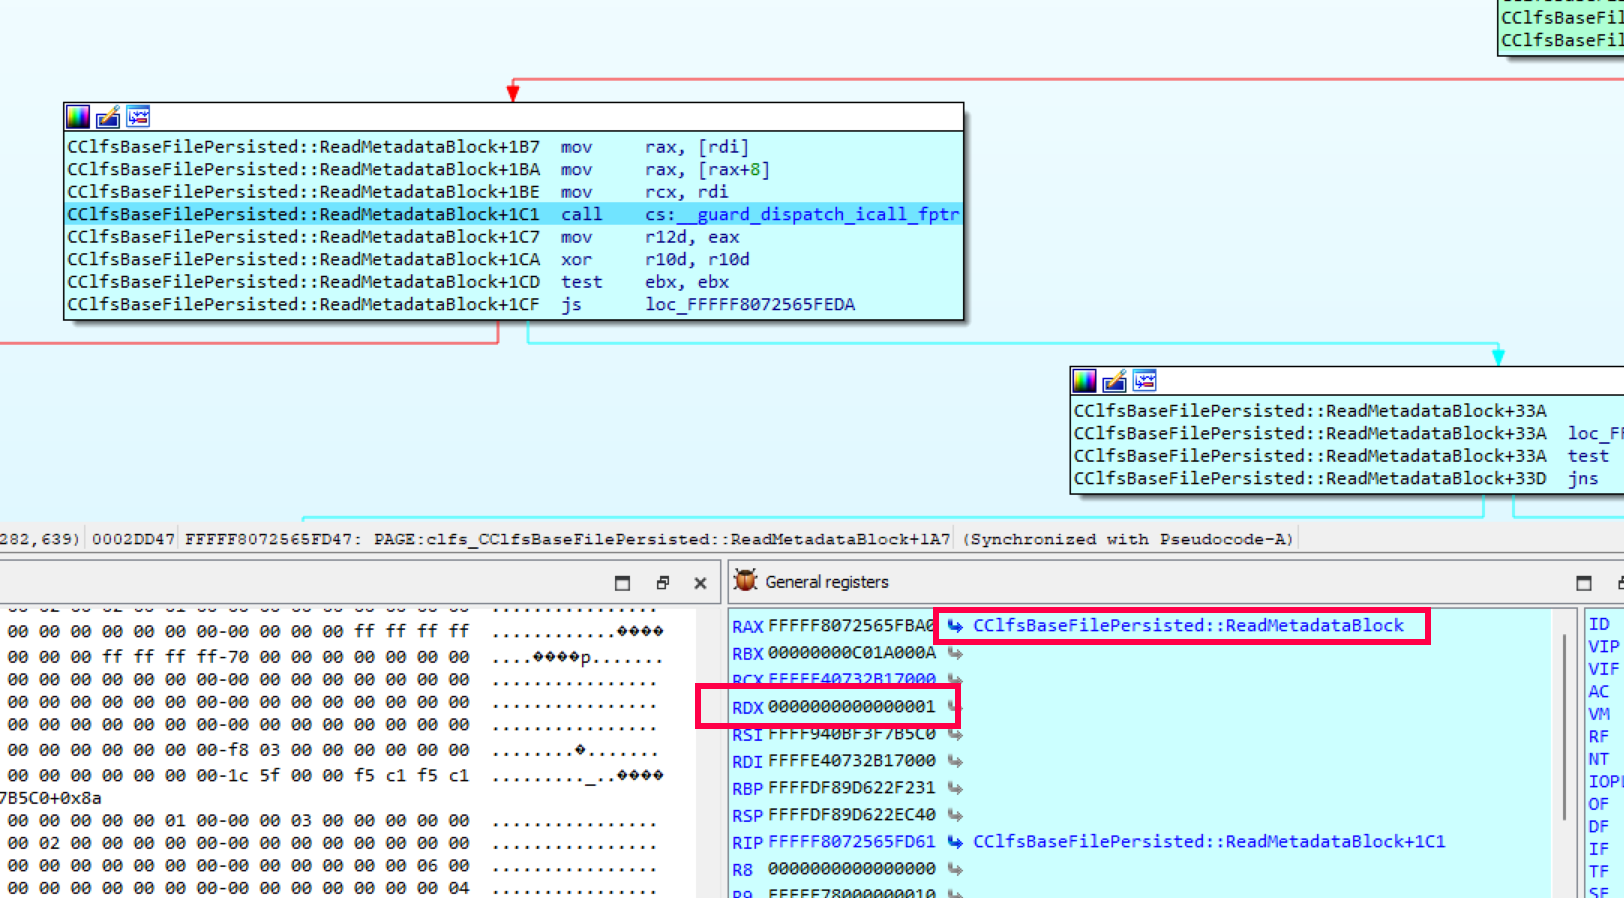 CClfsBaseFil
CClfsBaseFil
CClfsBaseFilePersisted::ReadMetadataBlock+1B7 mov rax, [rdi]
CClfsBaseFilePersisted::ReadMetadataBlock+1BA mov rax, [rax+8]
CClfsBaseFilePersisted::ReadMetadataBlock+1BE mov rcx, rdi
CClfsBaseFilePersisted::ReadMetadataBlock+1C1 call cs:__guard_dispatch_icall_fptr
CClfsBaseFilePersisted::ReadMetadataBlock+1C7 mov r12d, eax
CClfsBaseFilePersisted::ReadMetadataBlock+1CA xor r10d, r10d
CClfsBaseFilePersisted::ReadMetadataBlock+1CD test ebx, ebx
CClfsBaseFilePersisted::ReadMetadataBlock+1CF js loc_FFFFF8072565FEDA
CClfsBaseFilePersisted::ReadMetadataBlock+33A
CClfsBaseFilePersisted::ReadMetadataBlock+33A loc_FF
CClfsBaseFilePersisted::ReadMetadataBlock+33A test
CClfsBaseFilePersisted::ReadMetadataBlock+33D jns
282,639) 0002DD47 FFFFF8072565FD47: PAGE:clfs_CClfsBaseFilePersisted::ReadMetadataBlock+1A7 (Synchronized with Pseudocode-A)
00 00 00 00 00 00-00 00 00 00 ff ff ff ff ............����
00 00 00 ff ff ff ff-70 00 00 00 00 00 00 00 ....����p.......
00 00 00 00 00 00 00-00 00 00 00 00 00 00 ................
00 00 00 00 00 00 00-00 00 00 00 00 00 00 ................
00 00 00 00 00 00 00-00 00 00 00 00 00 00 ................
00 00 00 00 00 00-f8 03 00 00 00 00 00 00 ........�.......
00 00 00 00 00 00 00-1c 5f 00 00 f5 c1 f5 c1 ........._..����
7B5C0+0x8a
00 00 00 00 00 01 00-00 00 03 00 00 00 00 00 ................
00 02 00 00 00 00 00-00 00 00 00 00 00 00 00 ................
00 00 00 00 00 00 00-00 00 00 00 00 00 06 00 ................
00 00 00 00 00 00 00-00 00 00 00 00 00 00 04 ................
General registers
RAX FFFFF8072565FBA0 CClfsBaseFilePersisted::ReadMetadataBlock
RBX 00000000C01A000A
RCX FFFFE40732B17000
RDX 0000000000000001
RSI FFFF940BF3F7B5C0
RDI FFFFE40732B17000
RBP FFFFDF89D622F231
RSP FFFFDF89D622EC40
RIP FFFFF8072565FD61 CClfsBaseFilePersisted::ReadMetadataBlock+1C1
R8 0000000000000000
R9 FFFFF78000000010
ID
VIP
VIF
AC
VM
RF
NT
IOPL
OF
DF
IF
TF
SF